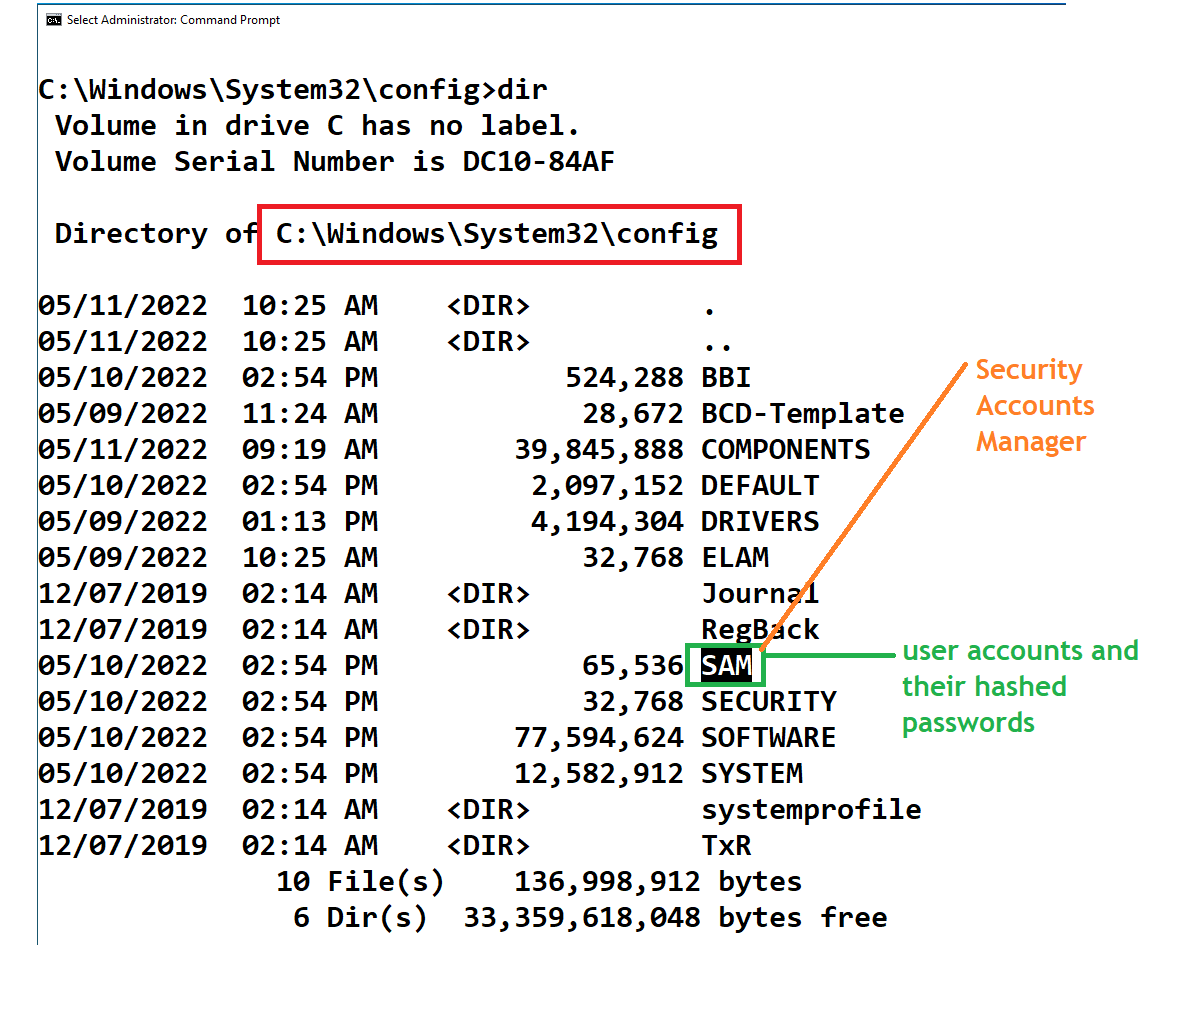 Select Administrator: Command Prompt
C:\Windows\System32\config>dir
Volume in drive C has no label.
Volume Serial Number is DC10-84AF
Directory of C:\Windows\System32\config
05/11/2022  10:25 AM    <DIR>          .
05/11/2022  10:25 AM    <DIR>          ..
05/10/2022  02:54 PM           524,288 BBI
05/09/2022  11:24 AM            28,672 BCD-Template
05/11/2022  09:19 AM        39,845,888 COMPONENTS
05/10/2022  02:54 PM         2,097,152 DEFAULT
05/09/2022  01:13 PM         4,194,304 DRIVERS
05/09/2022  10:25 AM            32,768 ELAM
12/07/2019  02:14 AM    <DIR>          Journal
12/07/2019  02:14 AM    <DIR>          RegBack
05/10/2022  02:54 PM            65,536 SAM
05/10/2022  02:54 PM            32,768 SECURITY
05/10/2022  02:54 PM        77,594,624 SOFTWARE
05/10/2022  02:54 PM        12,582,912 SYSTEM
12/07/2019  02:14 AM    <DIR>          systemprofile
12/07/2019  02:14 AM    <DIR>          TxR
10 File(s)    136,998,912 bytes
6 Dir(s)  33,359,618,048 bytes free
Security
Accounts
Manager
user accounts and
their hashed
passwords